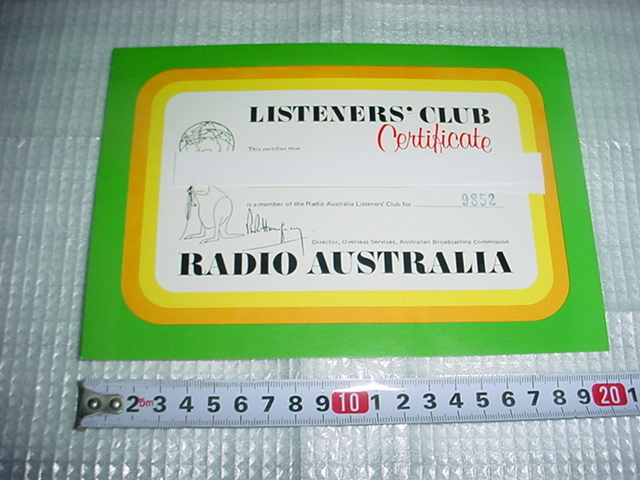 LISTENERS' CLUB
Certificate
This certifies that
is a member of the Radio Australia Listeners' Club for 9852
Director, Overseas Services, Australian Broadcasting Commission
RADIO AUSTRALIA
2 5m 3 4 5 6 7 8 9 10 1 2 3 4 5 6 7 8 9 20 1